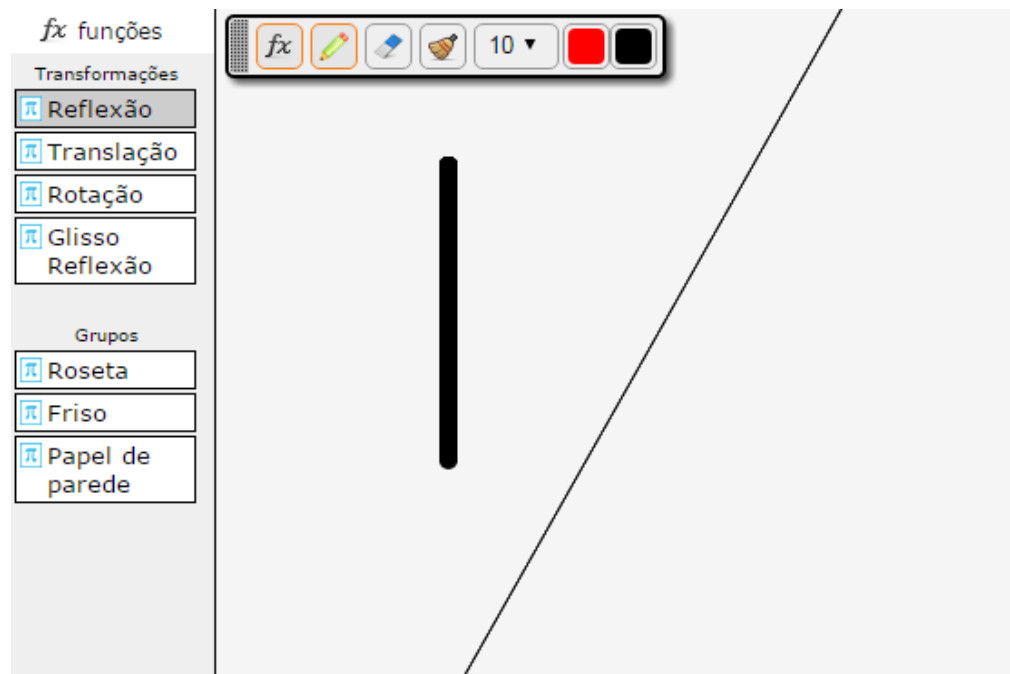 fx funções
Transformações
π Reflexão
π Translação
π Rotação
π Glisso
Reflexão
Grupos
π Roseta
π Friso
π Papel de
parede
fx
10